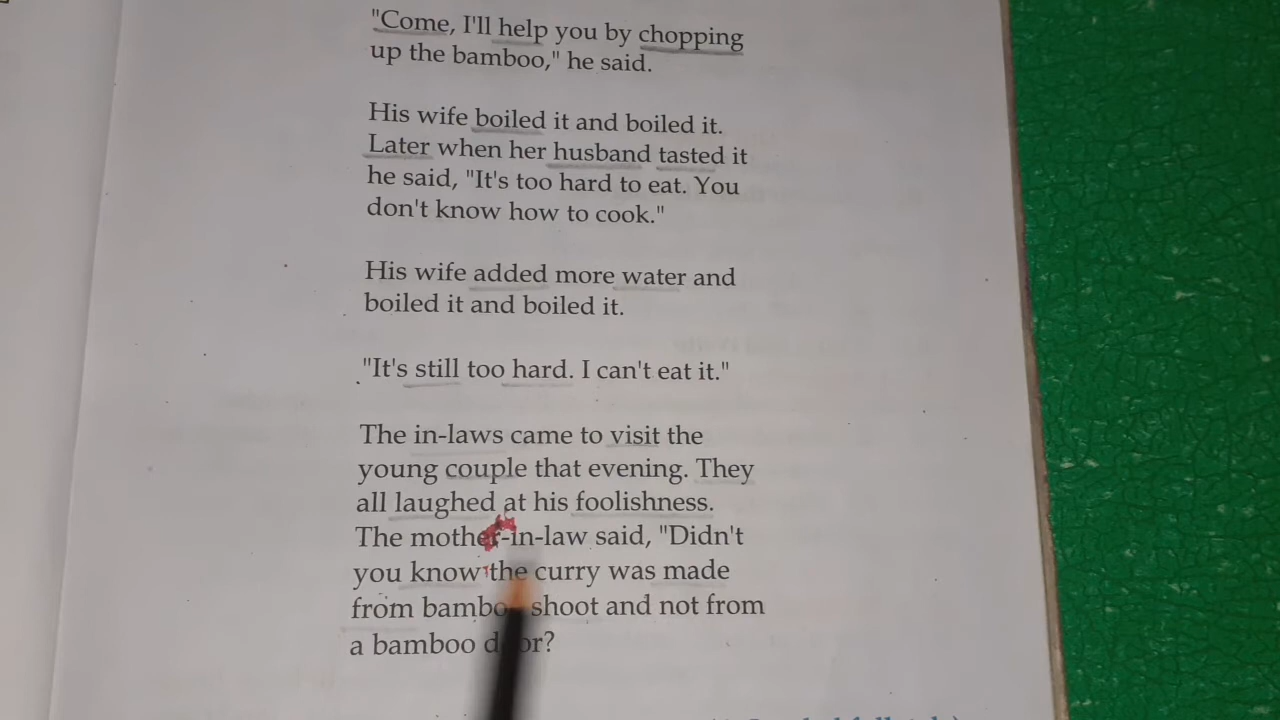 "Come, I'll help you by chopping
up the bamboo," he said.
His wife boiled it and boiled it.
Later when her husband tasted it
he said, "It's too hard to eat. You
don't know how to cook."
His wife added more water and
boiled it and boiled it.
"It's still too hard. I can't eat it."
The in-laws came to visit the
young couple that evening. They
all laughed at his foolishness.
The mother-in-law said, "Didn't
you know the curry was made
from bamboo shoot and not from
a bamboo door?